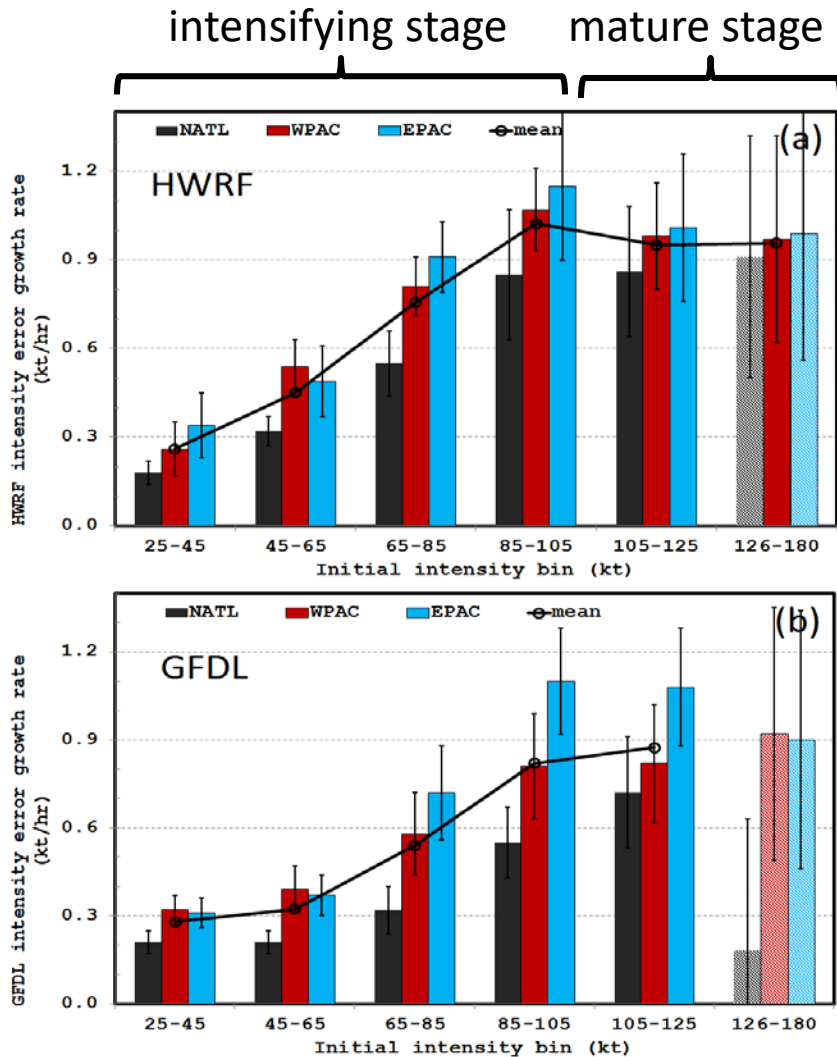 intensifying stage mature stage
NATL WPAC EPAC mean (a)
HWRF
HWRF intensity error growth rate
(kt/hr)
1.2
0.9
0.6
0.3
0.0
25-45 45-65 65-85 85-105 105-125 126-180
Initial intensity bin (kt)
NATL WPAC EPAC mean (b)
GFDL
GFDL intensity error growth rate
(kt/hr)
1.2
0.9
0.6
0.3
0.0
25-45 45-65 65-85 85-105 105-125 126-180
Initial intensity bin (kt)